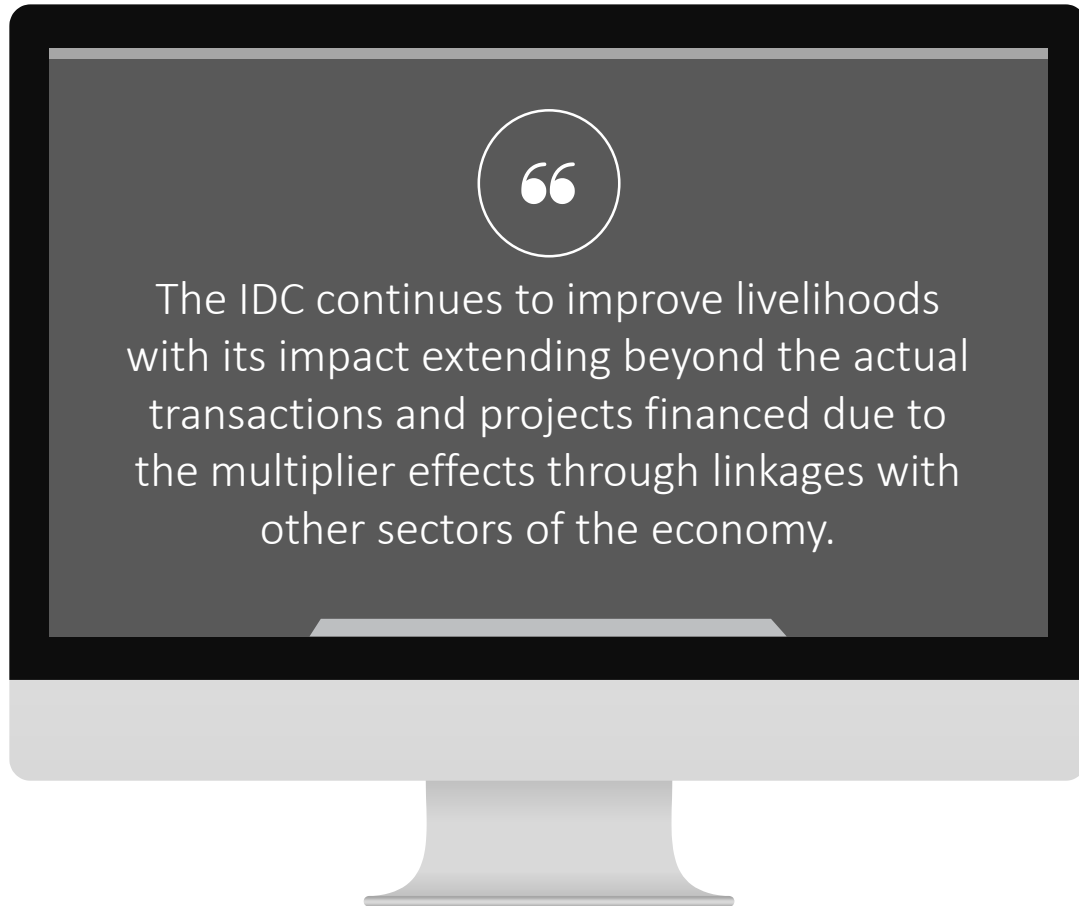 “
The IDC continues to improve livelihoods
with its impact extending beyond the actual
transactions and projects financed due to
the multiplier effects through linkages with
other sectors of the economy.